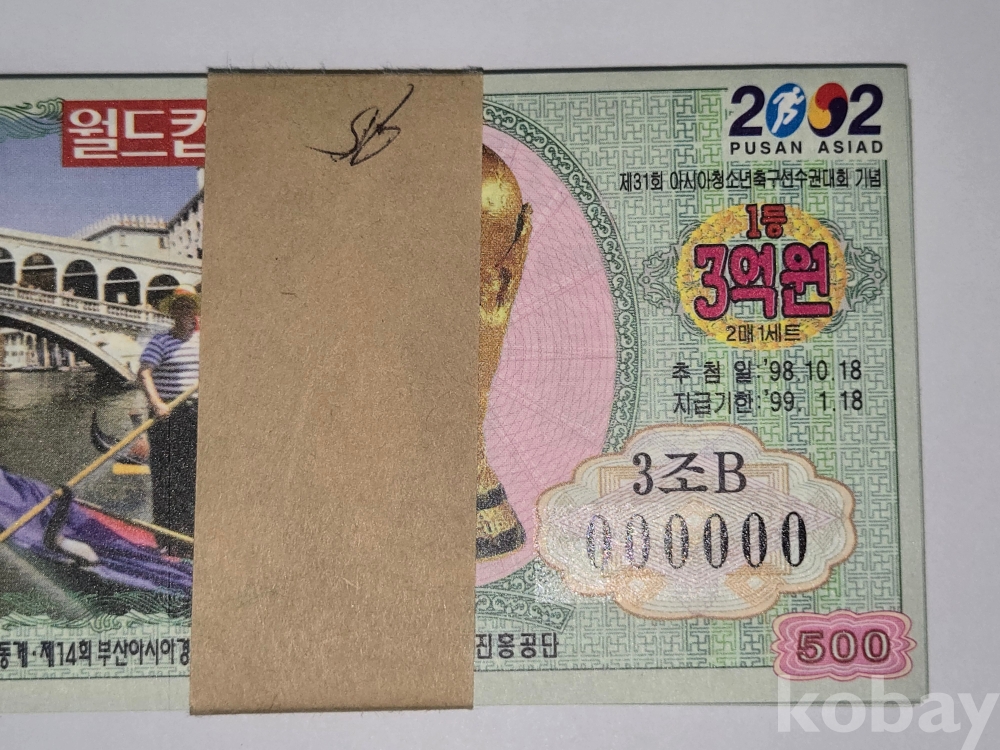 월드컵
2002
PUSAN ASIAD
제31회 아시아청소년축구선수권대회 기념
1등
3억원
2매1세트
추첨일:'98.10.18
지급기한:'99. 1.18
3조B
000000
동계·제14회 부산아시아경
진흥공단
500
kobay